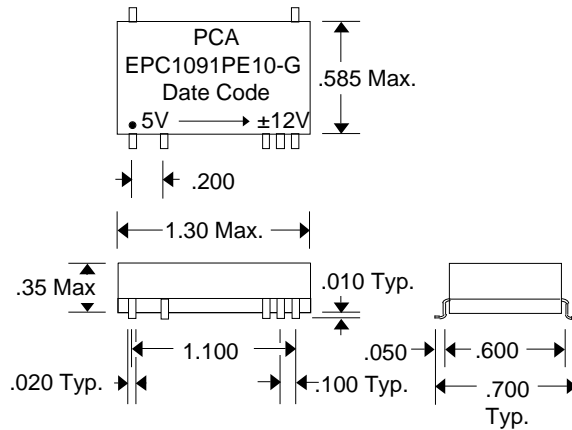 PCA
EPC1091PE10-G
Date Code
5V ±12V
.585 Max.
.200
1.30 Max.
.35 Max
.010 Typ.
1.100
.050
.600
.020 Typ.
.100 Typ.
.700
Typ.